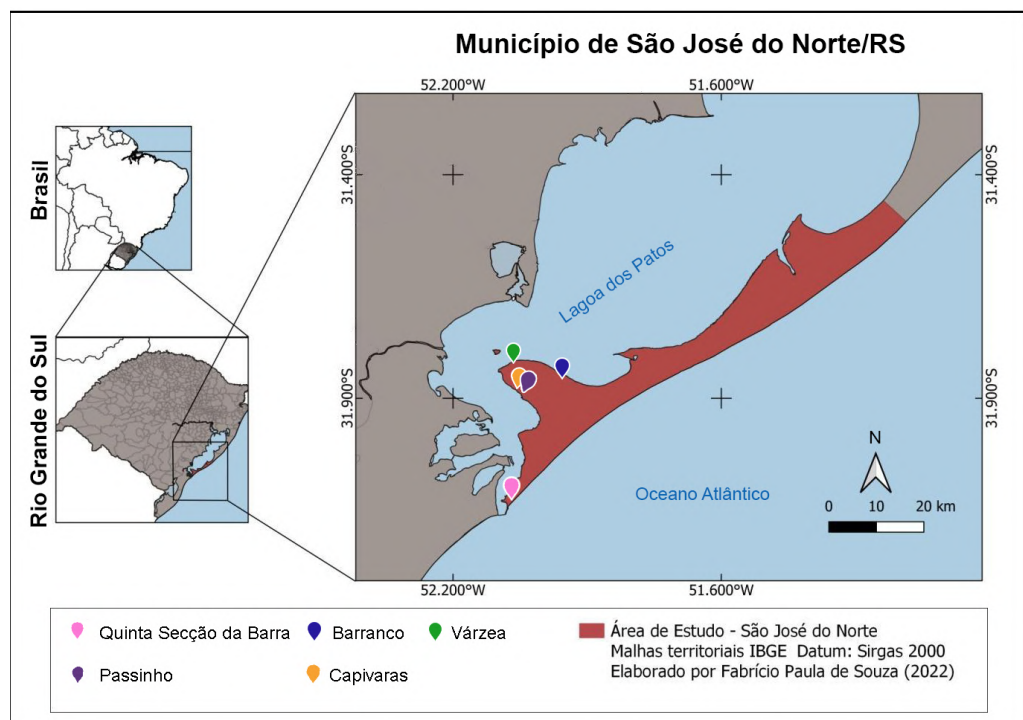 Município de São José do Norte/RS
52.200°W
51.600°W
Brasil
31.400°S
31.400°S
Lagoa dos Patos
Rio Grande do Sul
31.900°S
31.900°S
N
Oceano Atlântico
0 10 20 km
52.200°W
51.600°W
Quinta Secção da Barra
Barranco
Várzea
Passinho
Capivaras
Área de Estudo - São José do Norte
Malhas territoriais IBGE Datum: Sirgas 2000
Elaborado por Fabrício Paula de Souza (2022)